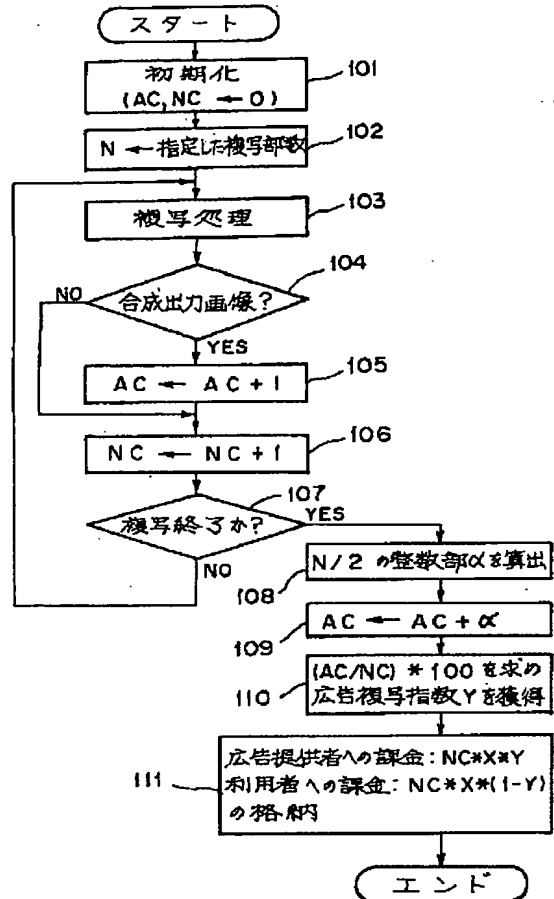 スタート
初期化
(AC, NC ← 0)
101
N ← 指定した複写部数
102
複写処理
103
合成出力画像?
104
NO
YES
AC ← AC + 1
105
NC ← NC + 1
106
複写終了か?
107
YES
NO
N/2 の整数部αを算出
108
AC ← AC + α
109
(AC/NC) * 100 を求め
広告複写指数Yを獲得
110
広告提供者への課金: NC*X*Y
利用者への課金: NC*X*(1-Y)
の格納
111
エンド